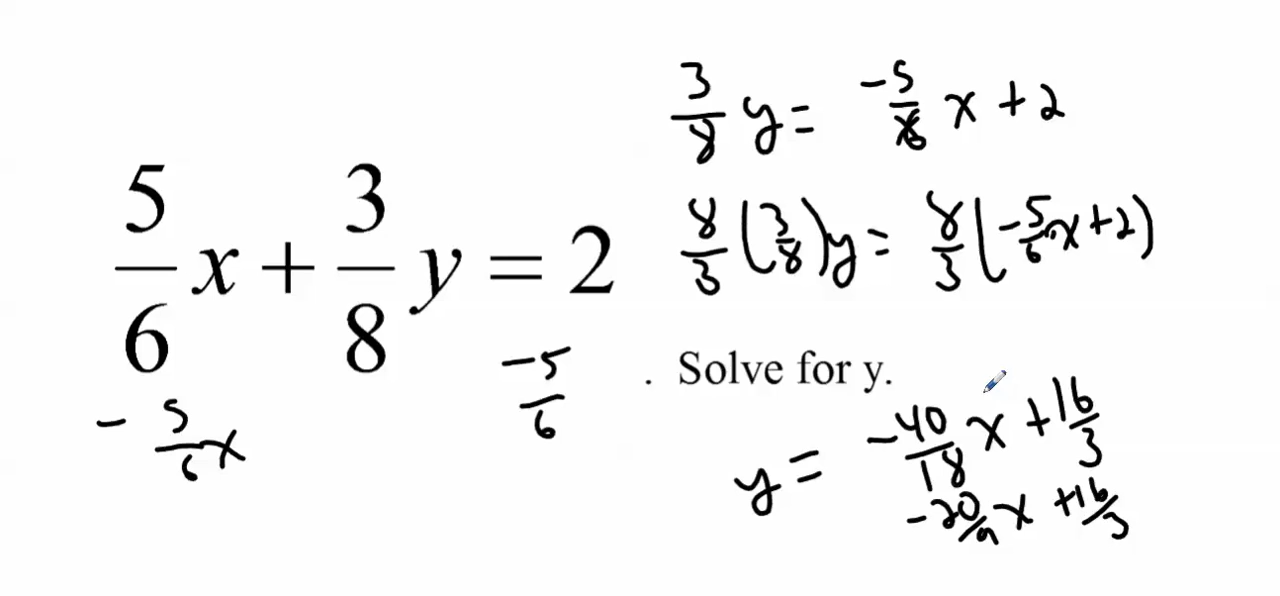 5/6 x + 3/8 y = 2
- 5/6 x
-5/6
3/8 y = -5/6 x + 2
8/3 (3/8) y = 8/3 (-5/6 x + 2)
. Solve for y.
y = -40/18 x + 16/3
-20/9 x + 16/3